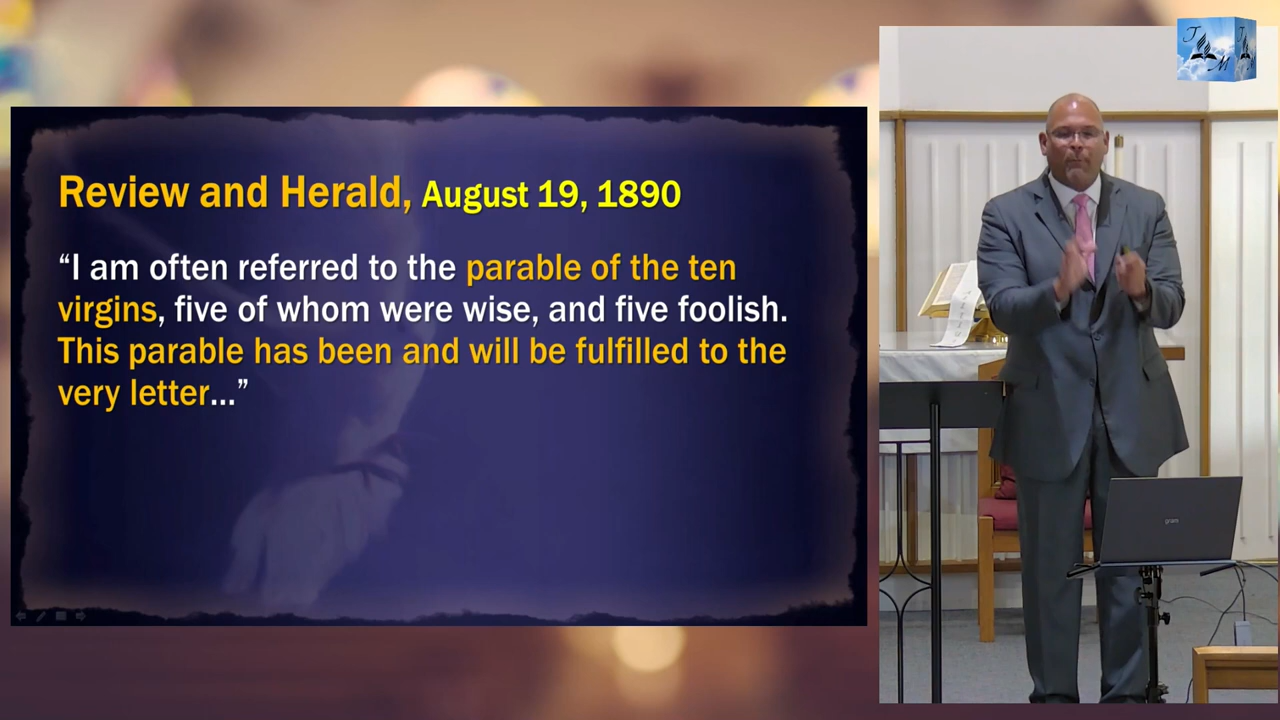 Review and Herald, August 19, 1890
“I am often referred to the parable of the ten
virgins, five of whom were wise, and five foolish.
This parable has been and will be fulfilled to the
very letter...”
T M
gram